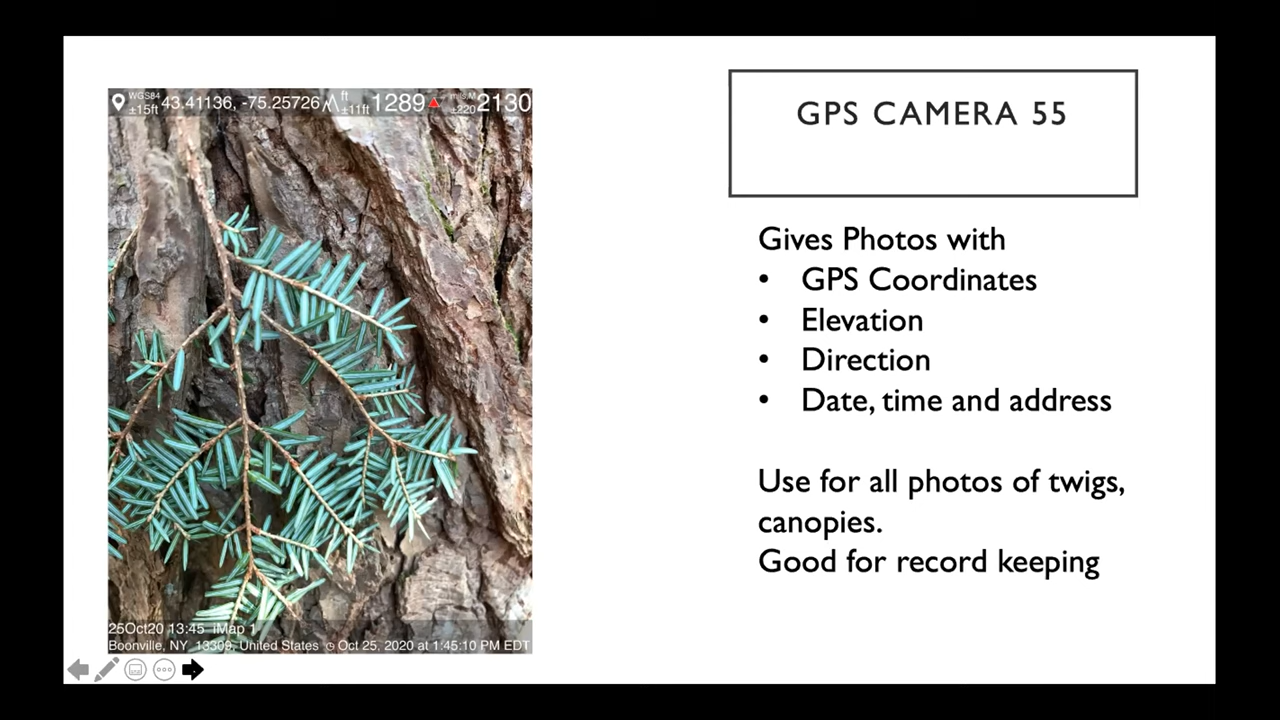 WGS84
±15ft 43.41136, -75.25726 ft ±11ft 1289 ±220 2130
GPS CAMERA 55
Gives Photos with
• GPS Coordinates
• Elevation
• Direction
• Date, time and address
Use for all photos of twigs,
canopies.
Good for record keeping
25Oct20 13:45 iMap 1
Boonville, NY 13309, United States Oct 25, 2020 at 1:45:10 PM EDT